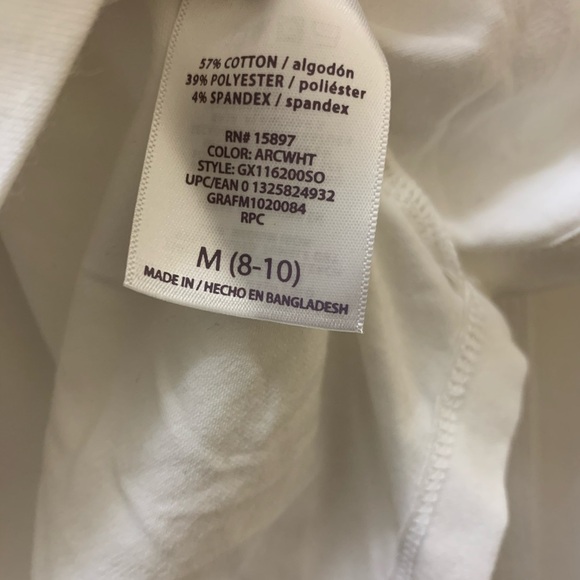 57% COTTON / algodón
39% POLYESTER / poliéster
4% SPANDEX / spandex
RN# 15897
COLOR: ARCWHT
STYLE: GX116200SO
UPC/EAN 0 1325824932
GRAFM1020084
RPC
M (8-10)
MADE IN / HECHO EN BANGLADESH